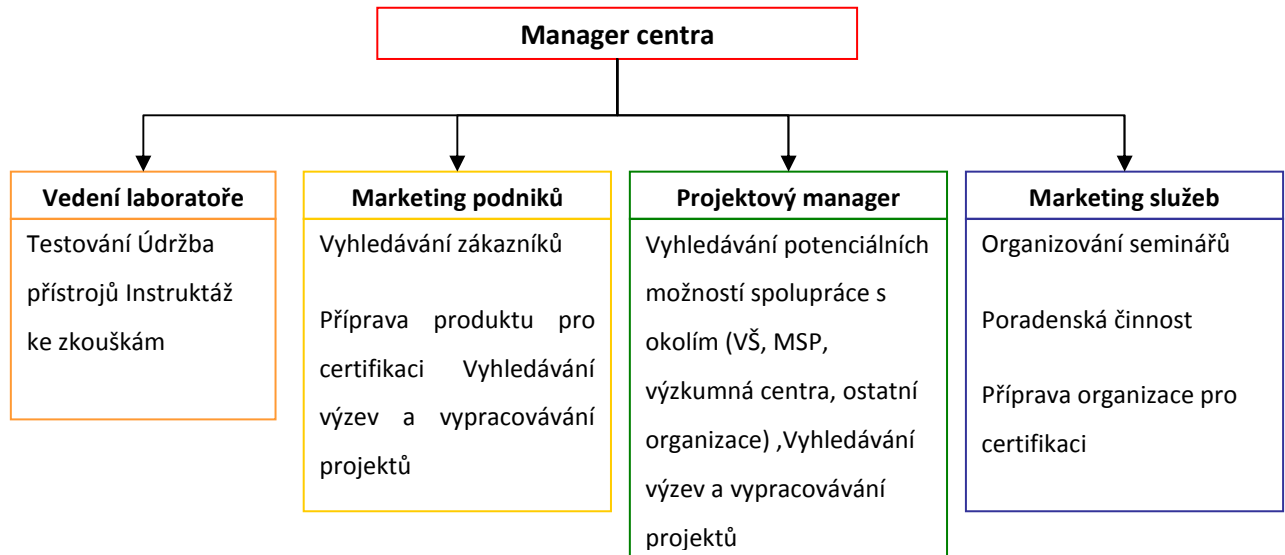 Manager centra
Vedení laboratoře
Testování Údržba
přístrojů Instruktáž
ke zkouškám
Marketing podniků
Vyhledávání zákazníků
Příprava produktu pro
certifikaci Vyhledávání
výzev a vypracovávání
projektů
Projektový manager
Vyhledávání potenciálních
možností spolupráce s
okolím (VŠ, MSP,
výzkumná centra, ostatní
organizace) ,Vyhledávání
výzev a vypracovávání
projektů
Marketing služeb
Organizování seminářů
Poradenská činnost
Příprava organizace pro
certifikaci